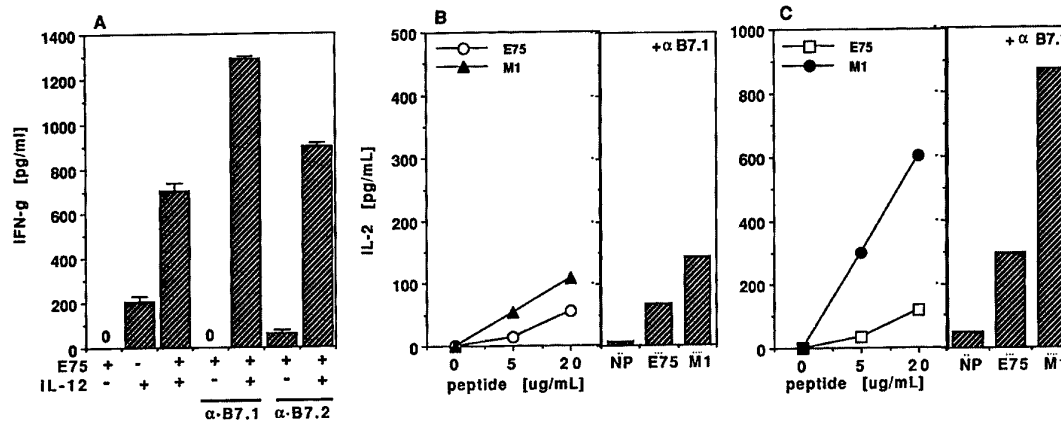 A
IFN-g [pg/ml]
1400
1200
1000
800
600
400
200
0
0
0
E75 + - + + + + +
IL-12 - + + - + - +
α·B7.1
α·B7.2
B
IL-2 [pg/mL]
500
400
300
200
100
0
E75
M1
0 5 20
peptide [ug/mL]
+α B7.1
NP E75 M1
C
1000
800
600
400
200
0
E75
M1
0 5 20
peptide [ug/mL]
+α B7.1
NP E75 M1